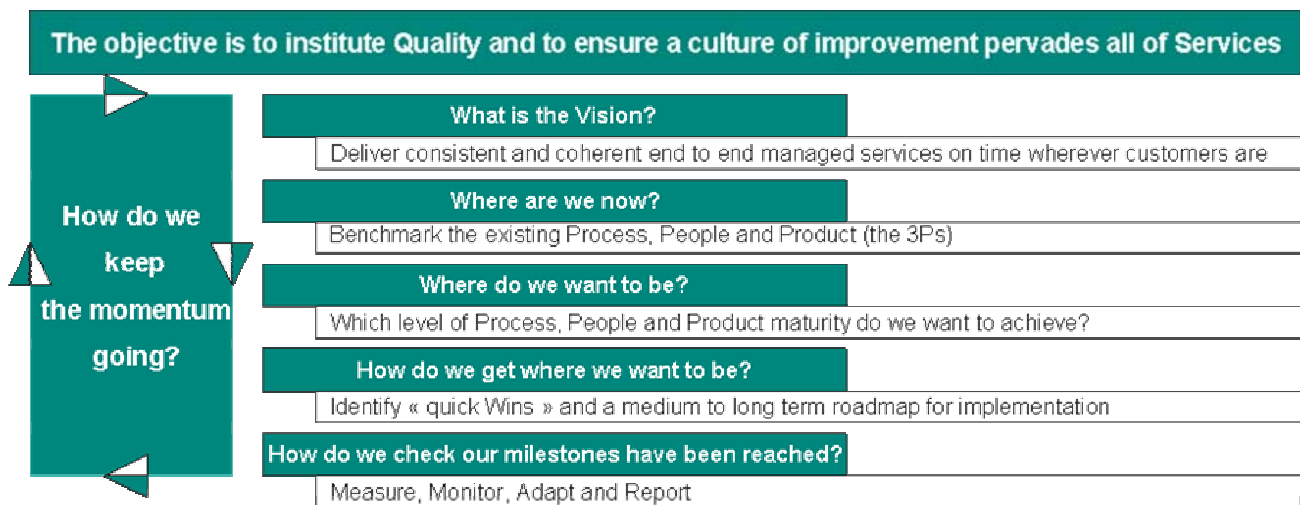 The objective is to institute Quality and to ensure a culture of improvement pervades all of Services
How do we
keep
the momentum
going?
What is the Vision?
Deliver consistent and coherent end to end managed services on time wherever customers are
Where are we now?
Benchmark the existing Process, People and Product (the 3Ps)
Where do we want to be?
Which level of Process, People and Product maturity do we want to achieve?
How do we get where we want to be?
Identify « quick Wins » and a medium to long term roadmap for implementation
How do we check our milestones have been reached?
Measure, Monitor, Adapt and Report